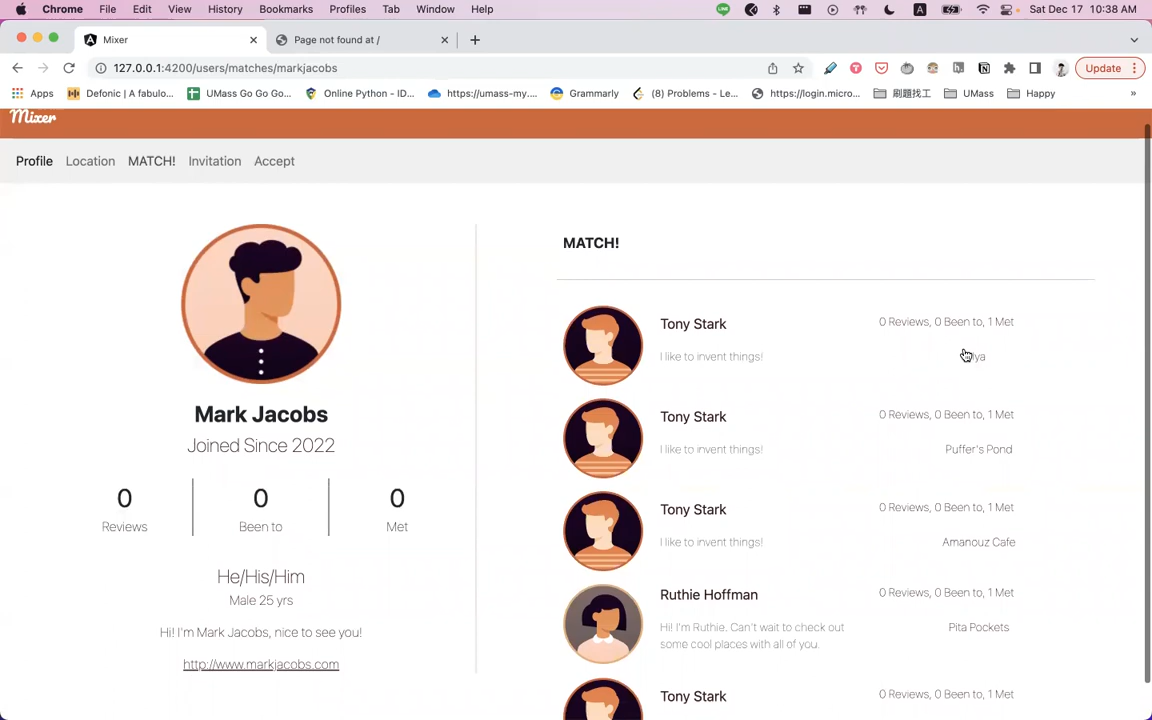 Chrome File Edit View History Bookmarks Profiles Tab Window Help LINE A Sat Dec 17 10:38 AM
Mixer Page not found at /
127.0.0.1:4200/users/matches/markjacobs Update
Apps Defonic (A fabulo... UMass Go Go Go... Online Python - ID... https://umass-my.... Grammarly (8) Problems - Le... https://login.micro... 刷題找工 UMass Happy »
Mixer
Profile Location MATCH! Invitation Accept
Mark Jacobs
Joined Since 2022
0 0 0
Reviews Been to Met
He/His/Him
Male 25 yrs
Hi! I'm Mark Jacobs, nice to see you!
http://www.markjacobs.com
MATCH!
Tony Stark 0 Reviews, 0 Been to, 1 Met
I like to invent things!
Tony Stark 0 Reviews, 0 Been to, 1 Met
I like to invent things! Puffer's Pond
Tony Stark 0 Reviews, 0 Been to, 1 Met
I like to invent things! Amanouz Cafe
Ruthie Hoffman 0 Reviews, 0 Been to, 1 Met
Hi! I'm Ruthie. Can't wait to check out Pita Pockets
some cool places with all of you.
Tony Stark 0 Reviews, 0 Been to, 1 Met